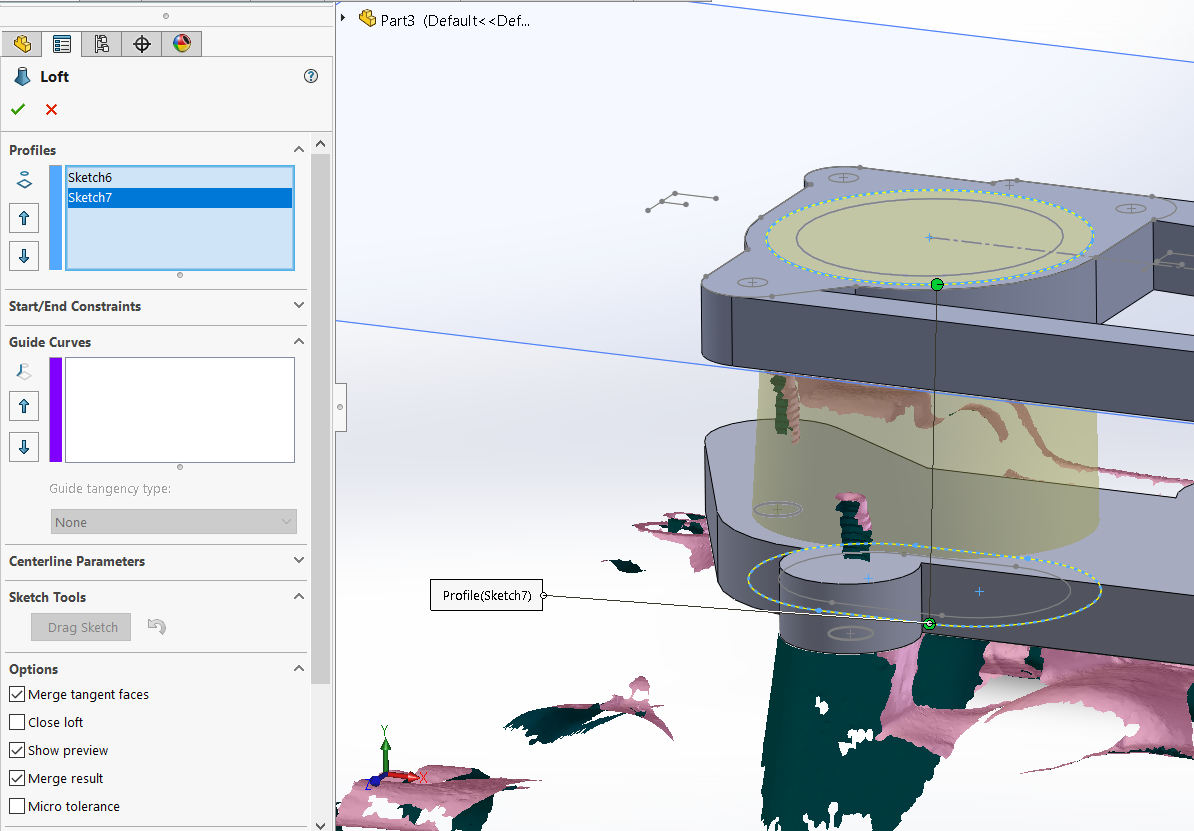 Part3 (Default<<Def...
Loft
Profiles
Sketch6
Sketch7
Start/End Constraints
Guide Curves
Guide tangency type:
None
Centerline Parameters
Sketch Tools
Drag Sketch
Options
Merge tangent faces
Close loft
Show preview
Merge result
Micro tolerance
Profile(Sketch7)
Y
X
Z